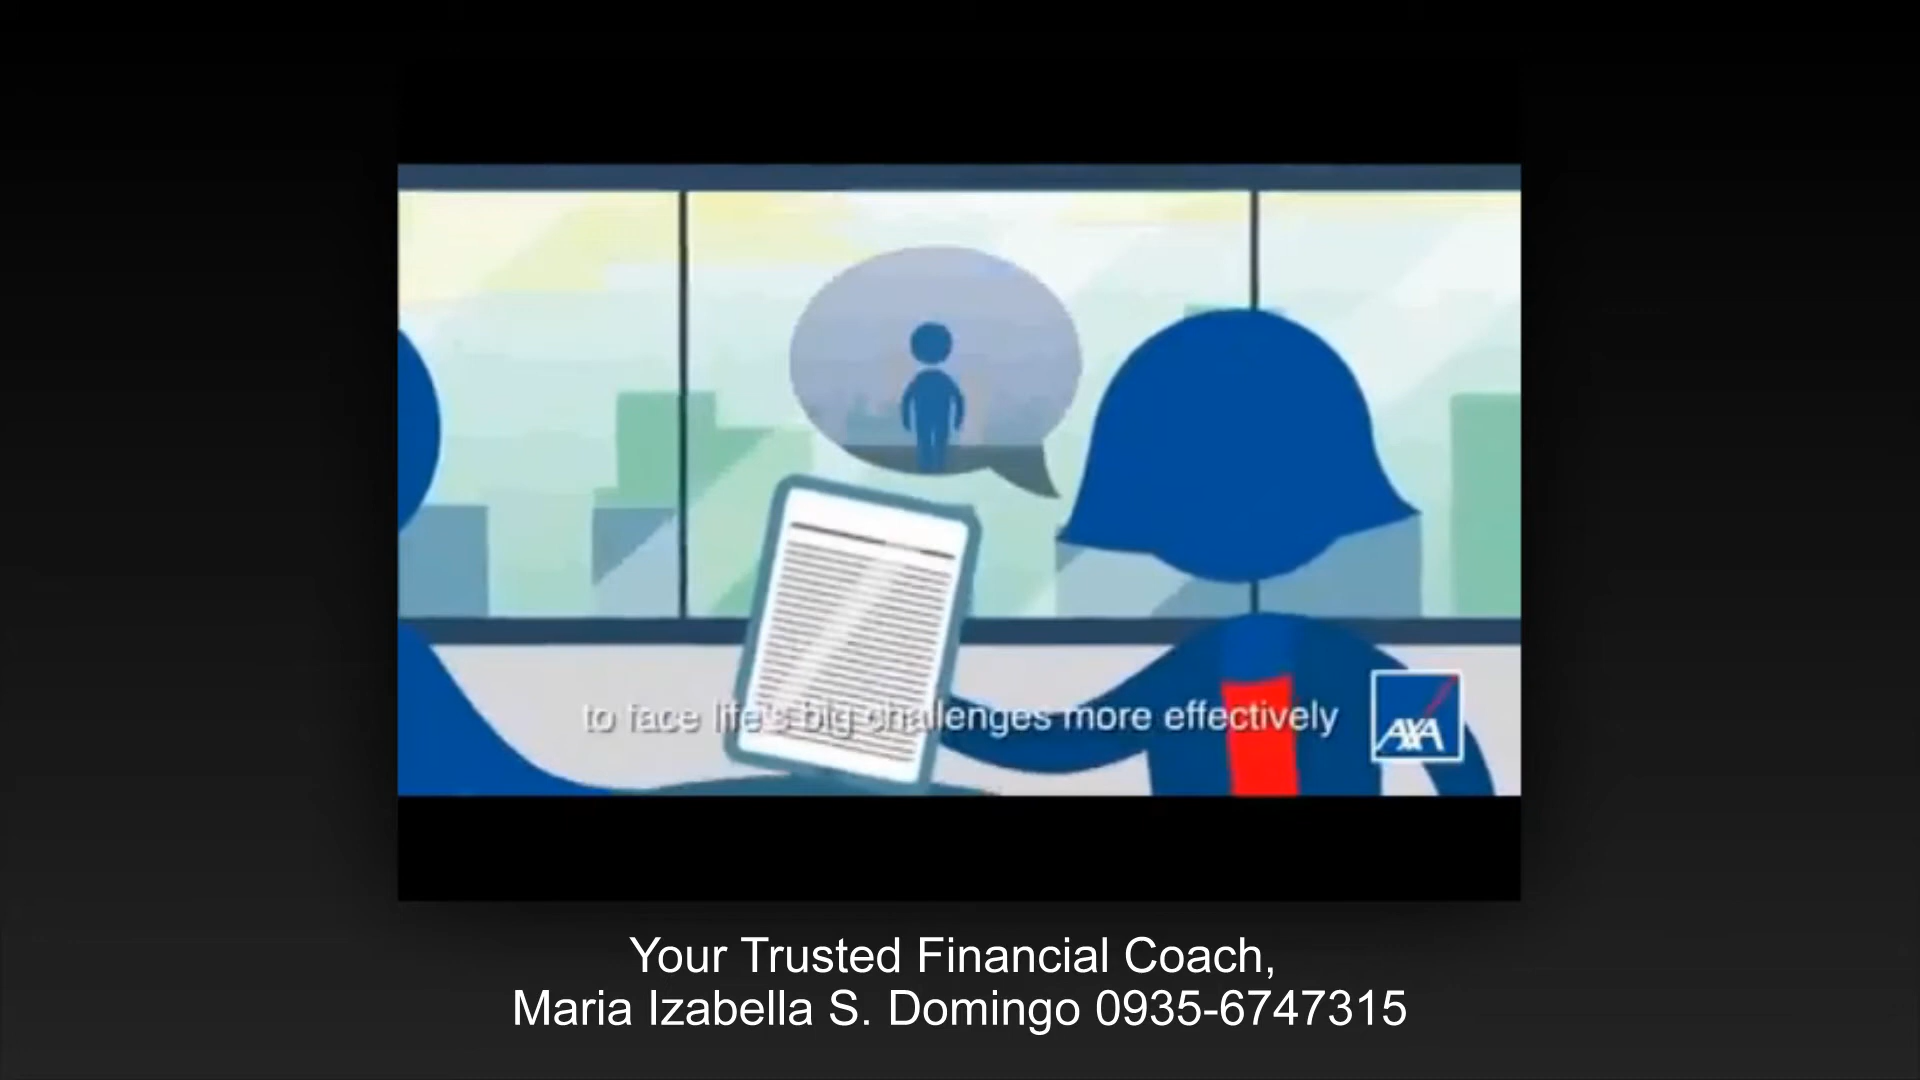 to face life's big challenges more effectively
AXA
Your Trusted Financial Coach,
Maria Izabella S. Domingo 0935-6747315